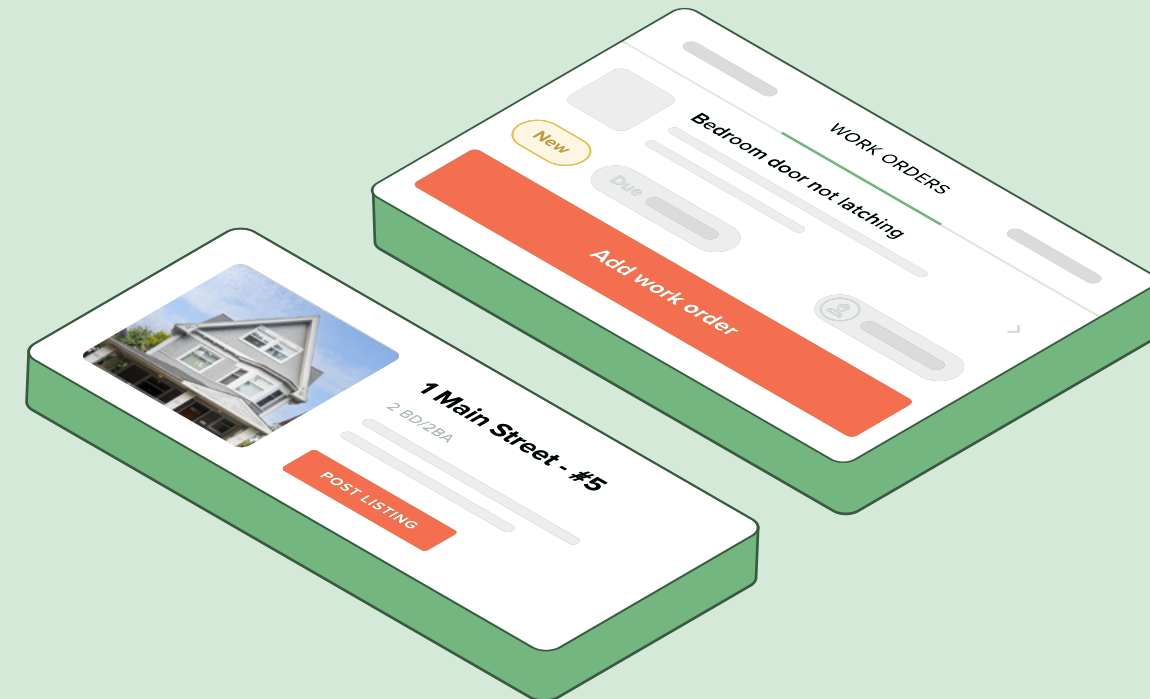 WORK ORDERS
Bedroom door not latching
New
Due
Add work order
1 Main Street - #5
2 BD/2BA
POST LISTING